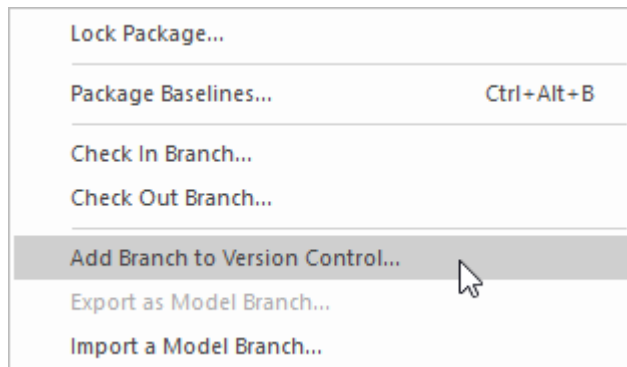 Lock Package...
Package Baselines... Ctrl+Alt+B
Check In Branch...
Check Out Branch...
Add Branch to Version Control...
Export as Model Branch...
Import a Model Branch...